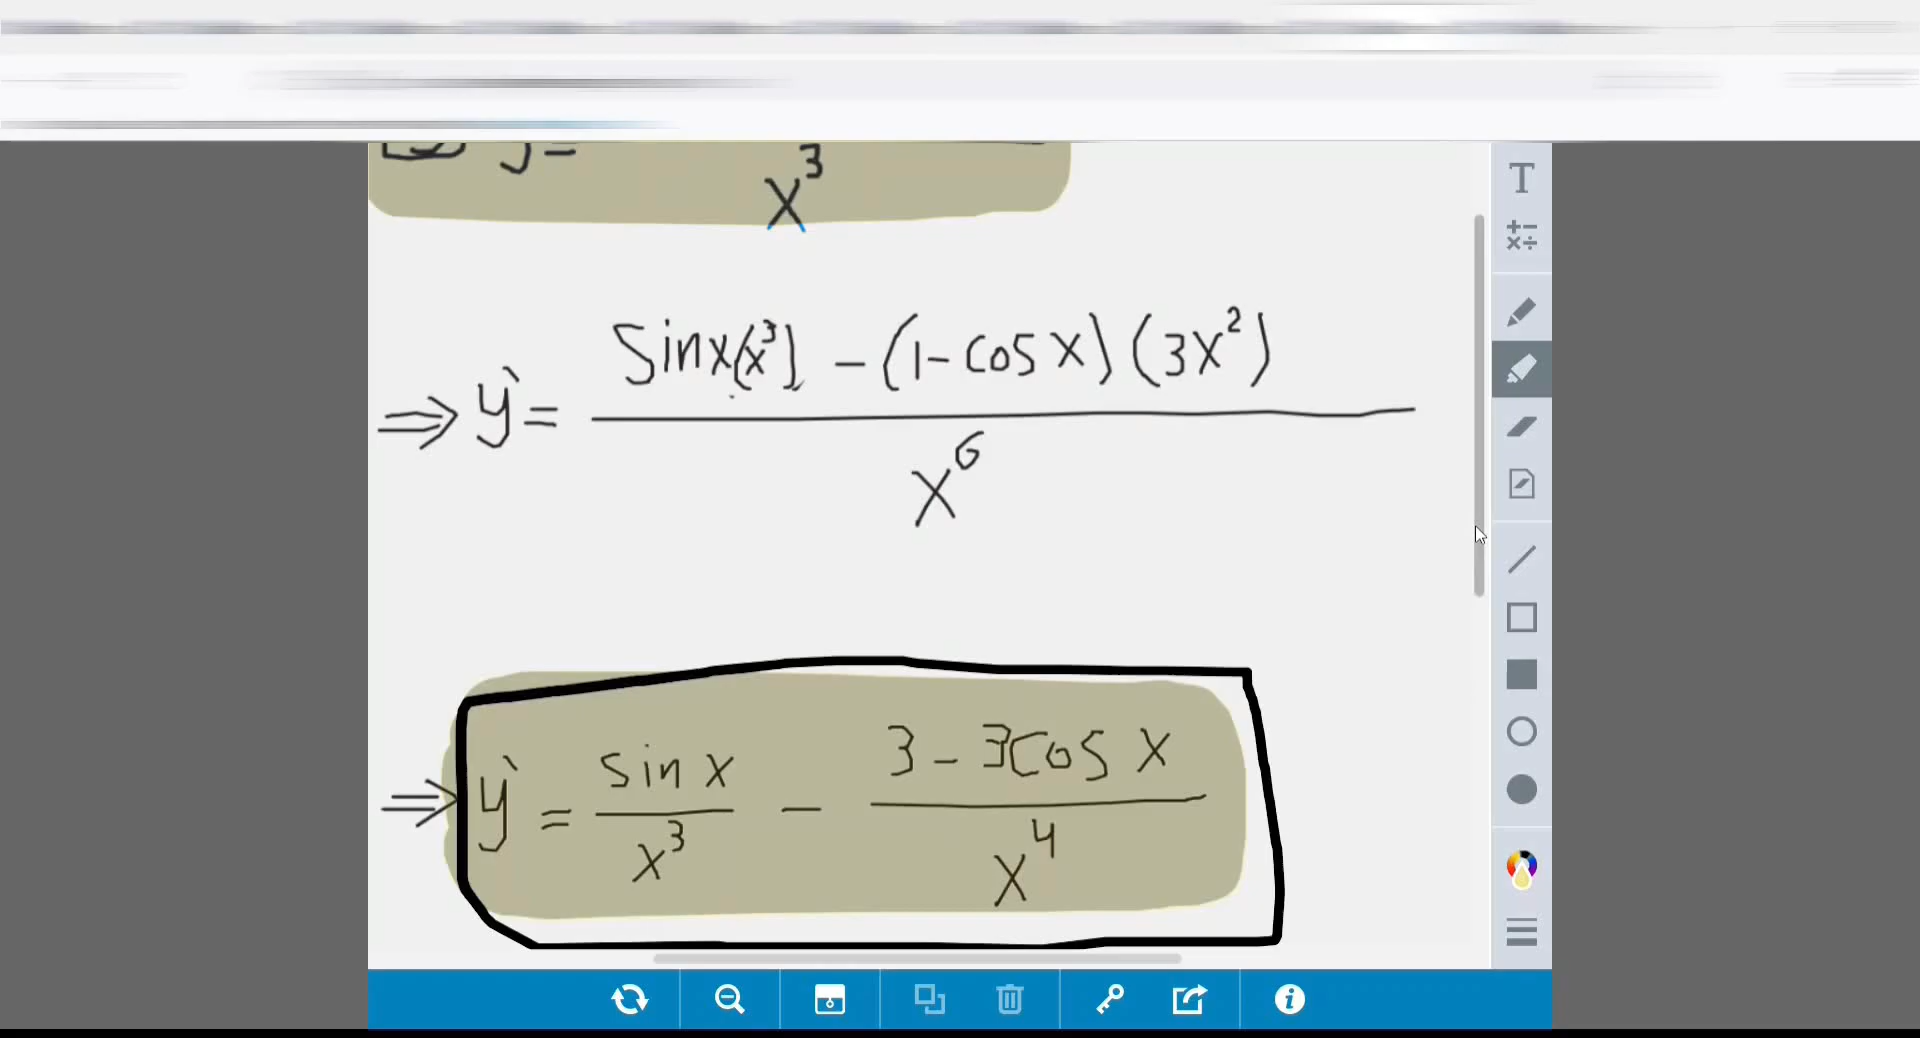 y = x³
⇒ y` = sinx(x³) - (1 - cos x)(3x²) / x⁶
⇒ y` = sin x / x³ - 3 - 3cos x / x⁴